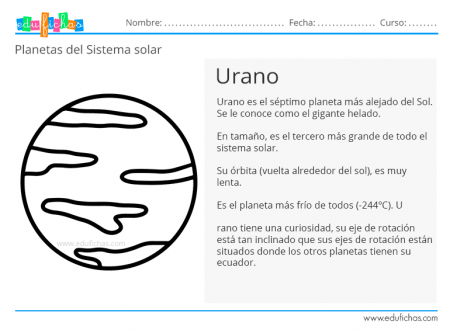 edufichas
Nombre: ........................................ Fecha: .................... Curso: ........
Planetas del Sistema solar
Urano
Urano es el séptimo planeta más alejado del Sol.
Se le conoce como el gigante helado.
En tamaño, es el tercero más grande de todo el
sistema solar.
Su órbita (vuelta alrededor del sol), es muy
lenta.
Es el planeta más frío de todos (-244ºC). U
rano tiene una curiosidad, su eje de rotación
está tan inclinado que sus ejes de rotación están
situados donde los otros planetas tienen su
ecuador.
www.edufichas.com
www.edufichas.com